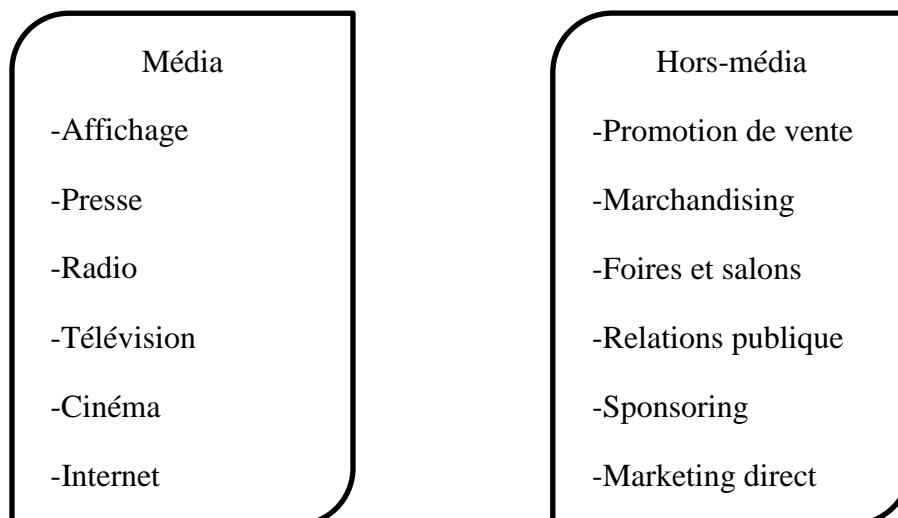 Média
-Affichage
-Presse
-Radio
-Télévision
-Cinéma
-Internet
Hors-média
-Promotion de vente
-Marchandising
-Foires et salons
-Relations publique
-Sponsoring
-Marketing direct